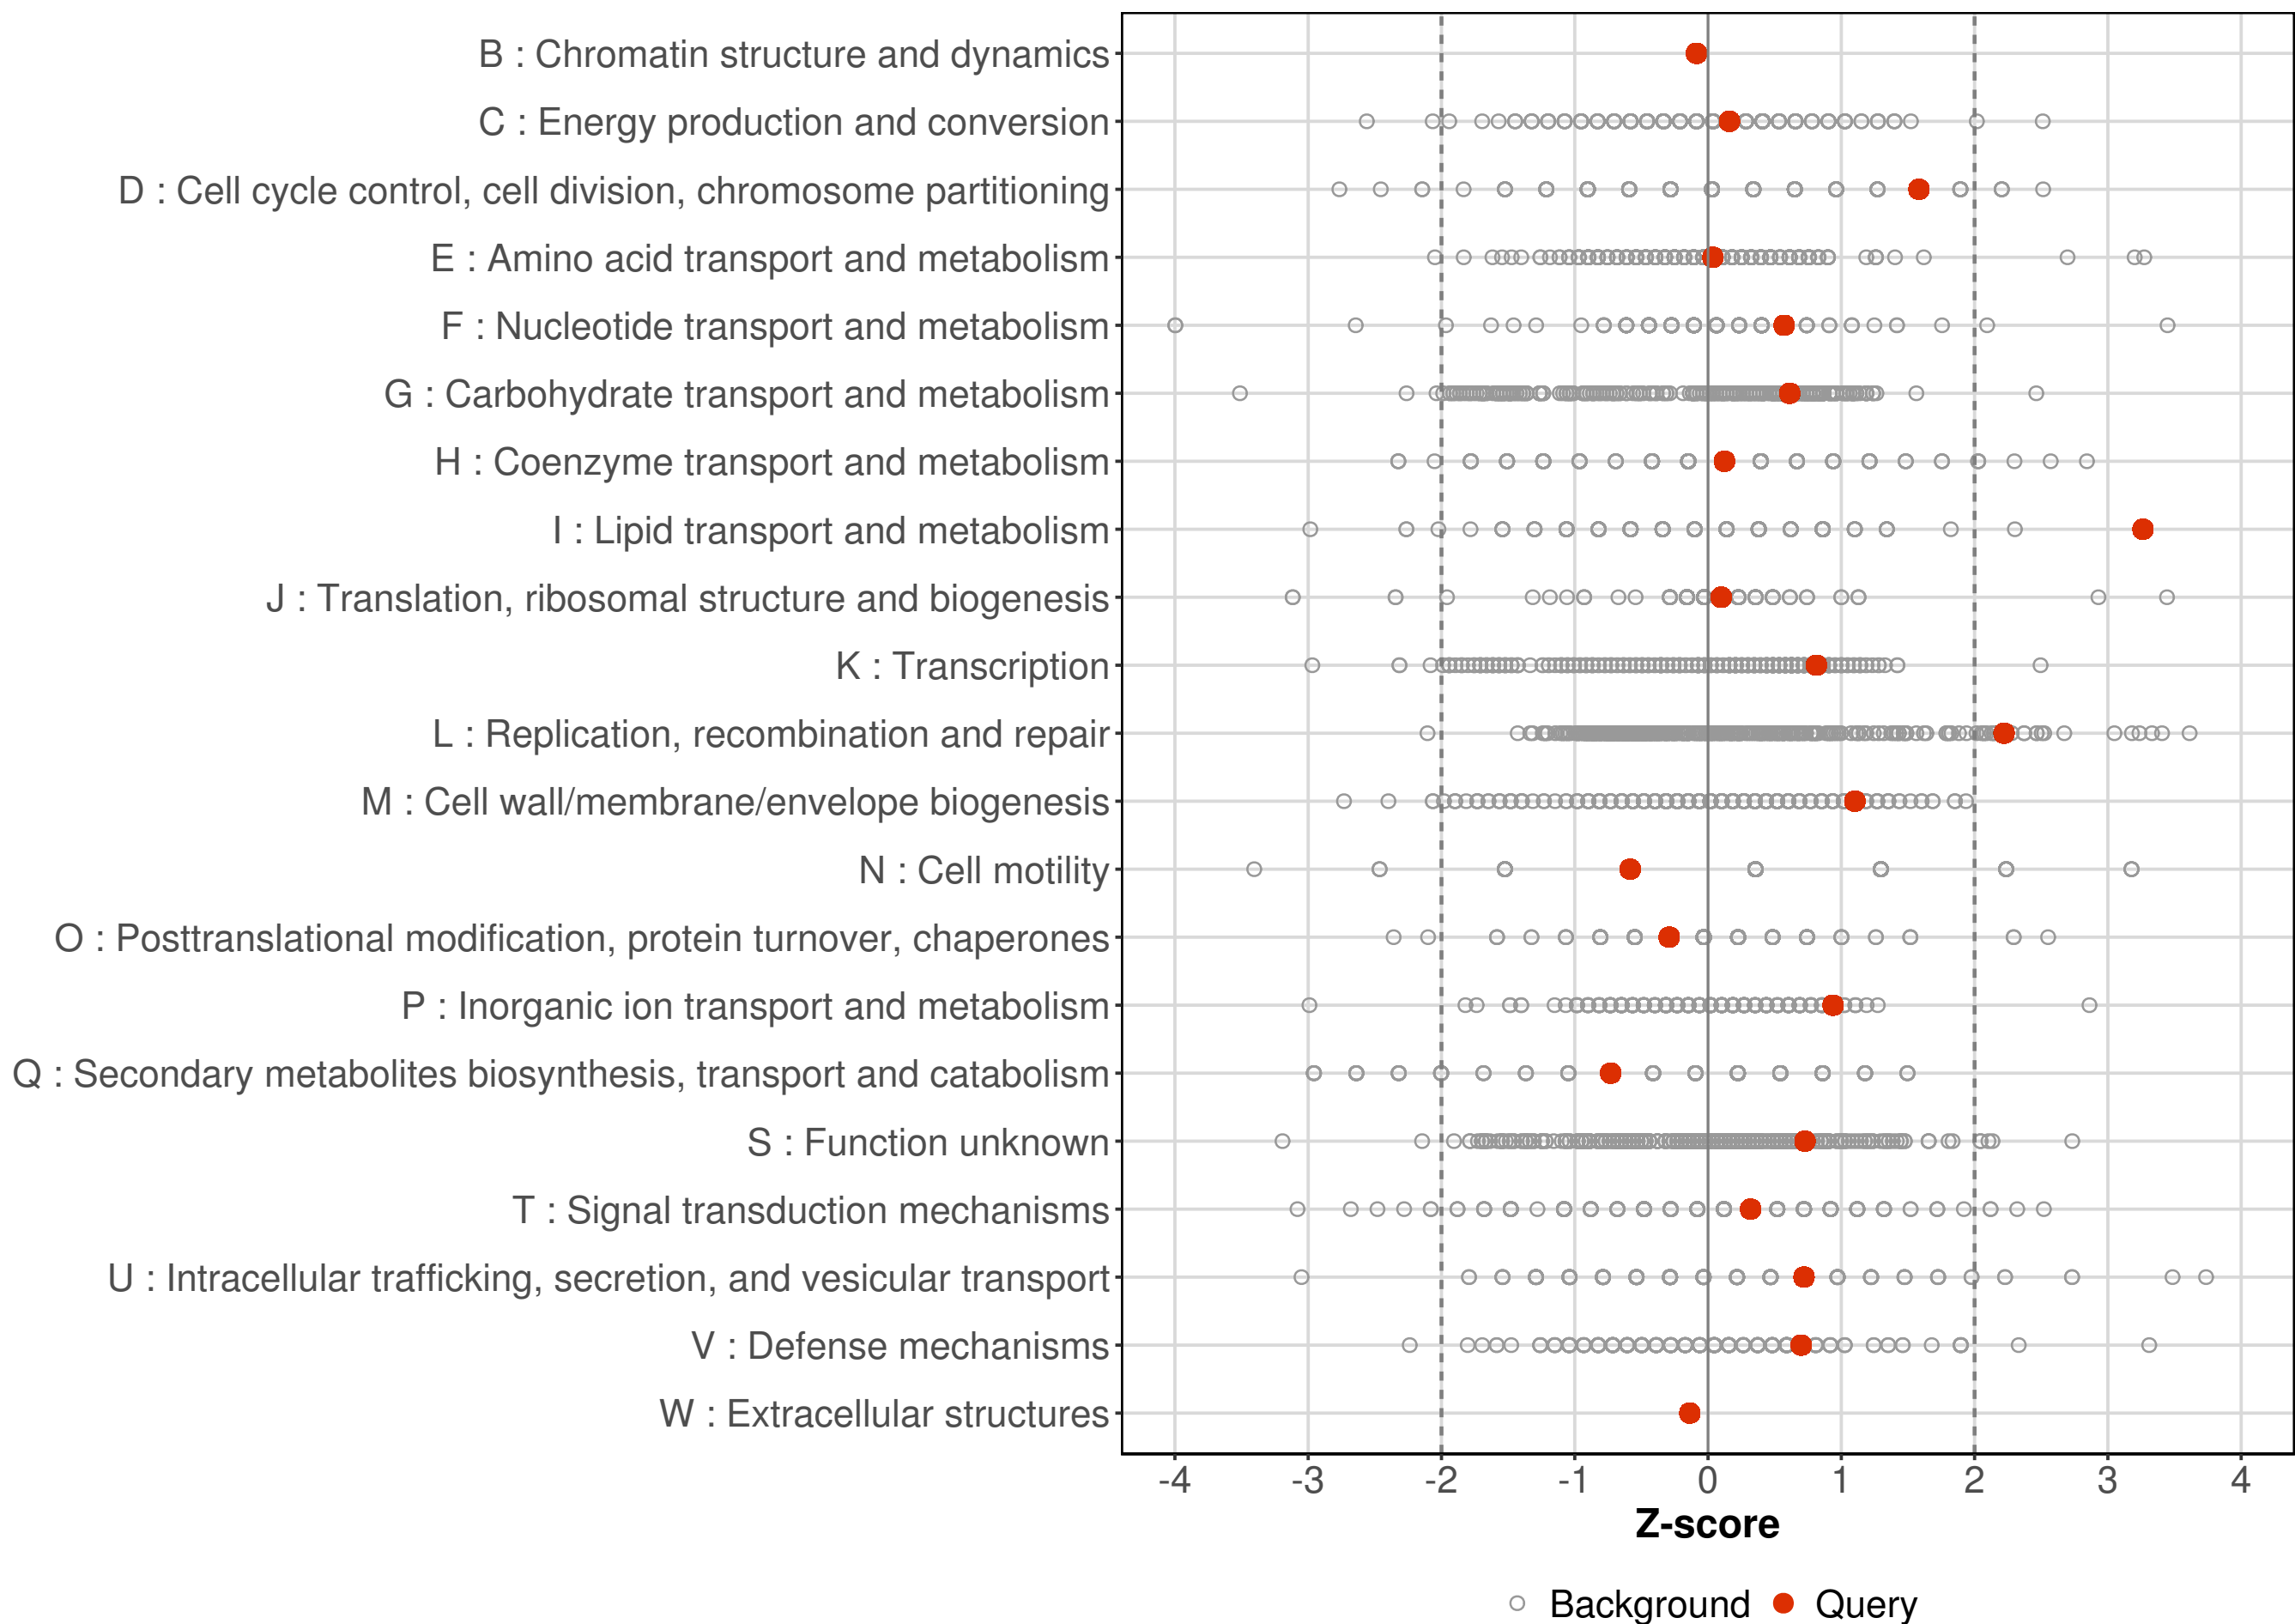 B : Chromatin structure and dynamics
C : Energy production and conversion
D : Cell cycle control, cell division, chromosome partitioning
E : Amino acid transport and metabolism
F : Nucleotide transport and metabolism
G : Carbohydrate transport and metabolism
H : Coenzyme transport and metabolism
I : Lipid transport and metabolism
J : Translation, ribosomal structure and biogenesis
K : Transcription
L : Replication, recombination and repair
M : Cell wall/membrane/envelope biogenesis
N : Cell motility
O : Posttranslational modification, protein turnover, chaperones
P : Inorganic ion transport and metabolism
Q : Secondary metabolites biosynthesis, transport and catabolism
S : Function unknown
T : Signal transduction mechanisms
U : Intracellular trafficking, secretion, and vesicular transport
V : Defense mechanisms
W : Extracellular structures
-4 -3 -2 -1 0 1 2 3 4
Z-score
Background Query